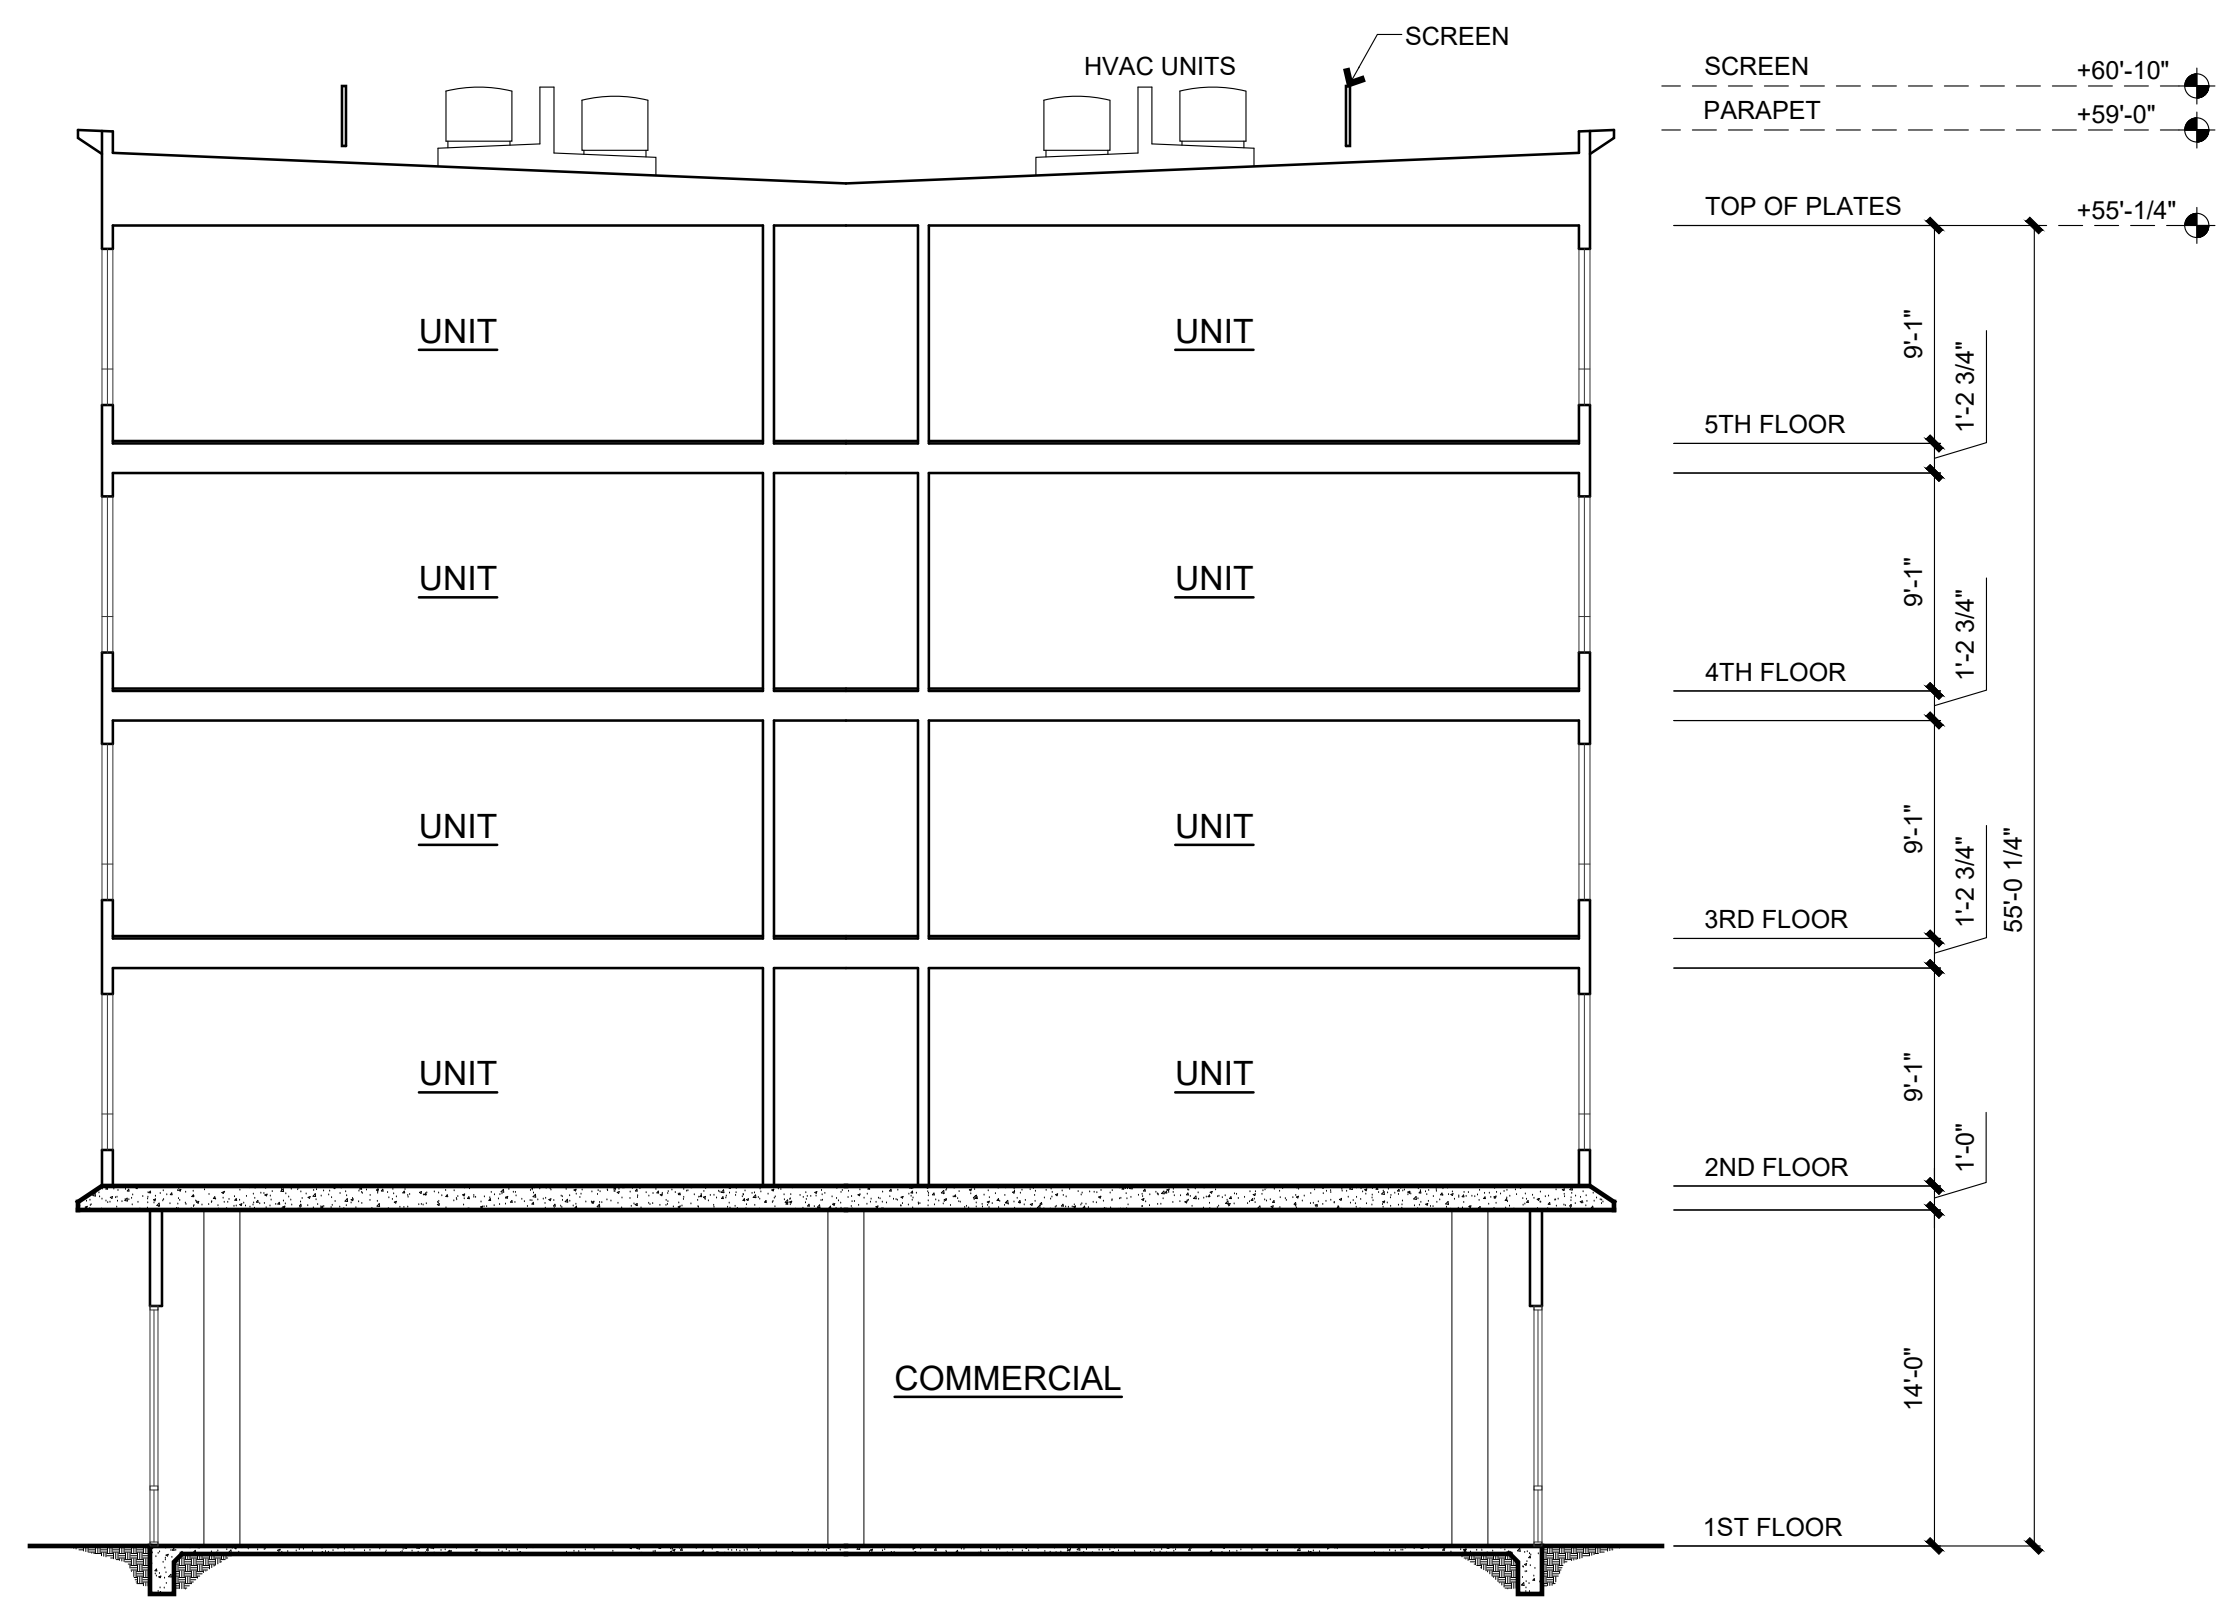 SCREEN
HVAC UNITS
SCREEN
+60'-10"
PARAPET
+59'-0"
TOP OF PLATES
+55'-1/4"
UNIT
UNIT
9'-1"
1'-2 3/4"
5TH FLOOR
UNIT
UNIT
9'-1"
1'-2 3/4"
4TH FLOOR
UNIT
UNIT
9'-1"
1'-2 3/4"
55'-0 1/4"
3RD FLOOR
UNIT
UNIT
9'-1"
1'-0"
2ND FLOOR
COMMERCIAL
14'-0"
1ST FLOOR